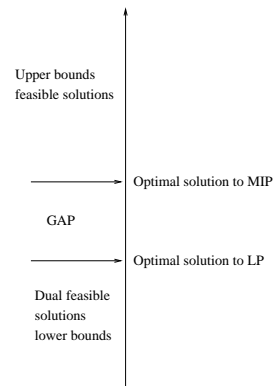 Upper bounds
feasible solutions
Optimal solution to MIP
GAP
Optimal solution to LP
Dual feasible
solutions
lower bounds